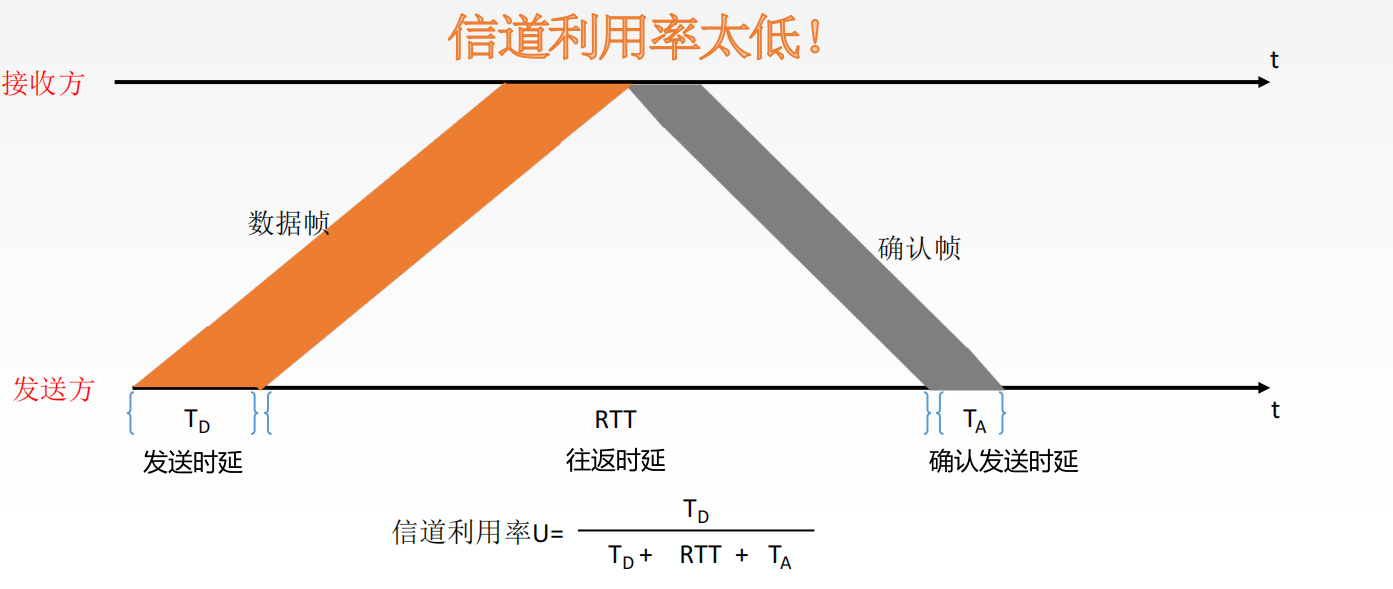 信道利用率太低！
t
接收方
数据帧
确认帧
发送方
t
T_D
RTT
T_A
发送时延
往返时延
确认发送时延
T_D
信道利用率U=
T_D + RTT + T_A